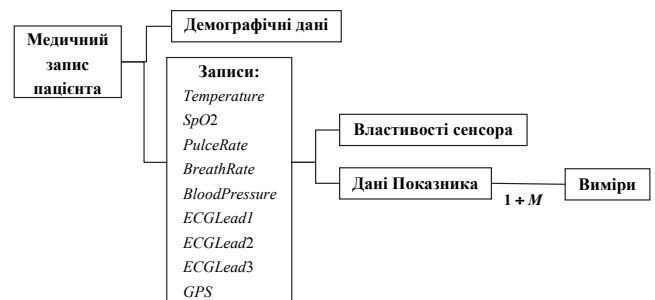 Медичний
запис
пацієнта
Демографічні дані
Записи:
Temperature
SpO2
PulceRate
BreathRate
BloodPressure
ECGLead1
ECGLead2
ECGLead3
GPS
Властивості сенсора
Дані Показника
1 ÷ M
Виміри